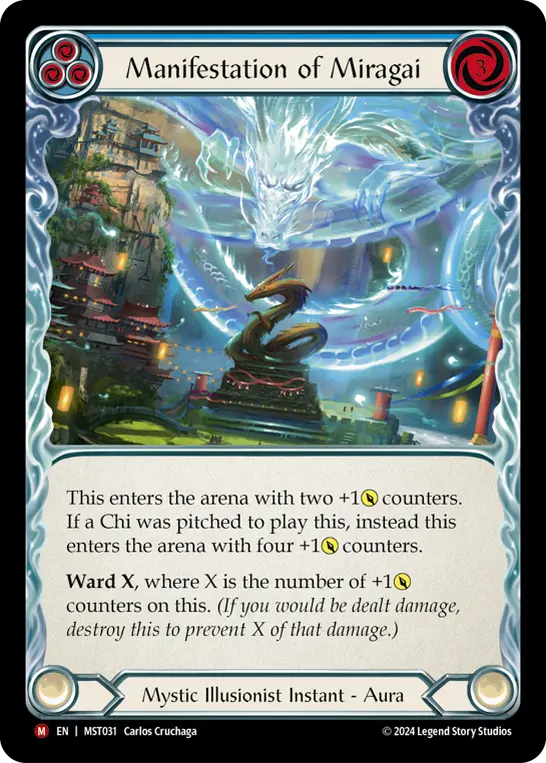 Manifestation of Miragai
3
This enters the arena with two +1 counters.
If a Chi was pitched to play this, instead this
enters the arena with four +1 counters.
Ward X, where X is the number of +1
counters on this. (If you would be dealt damage,
destroy this to prevent X of that damage.)
Mystic Illusionist Instant - Aura
M EN | MST031 Carlos Cruchaga
© 2024 Legend Story Studios